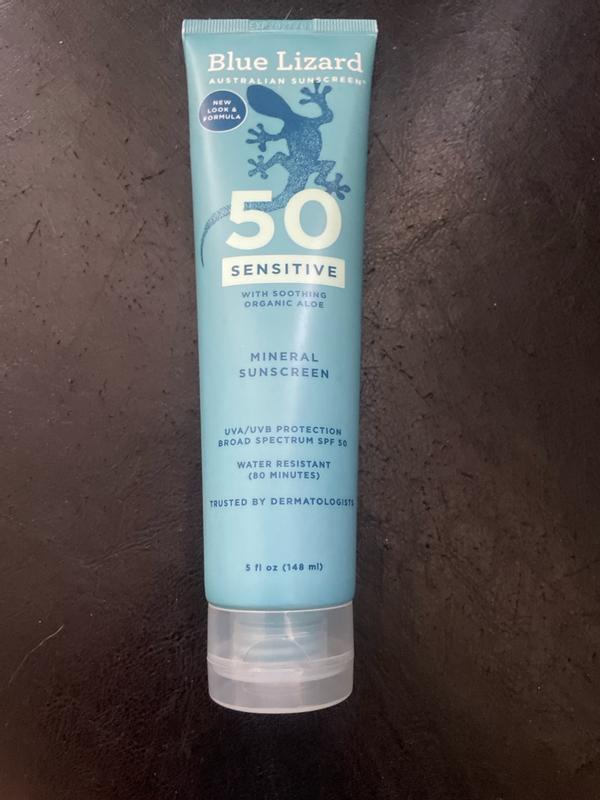 Blue Lizard
AUSTRALIAN SUNSCREEN®
NEW
LOOK &
FORMULA
50
SENSITIVE
WITH SOOTHING
ORGANIC ALOE
MINERAL
SUNSCREEN
UVA/UVB PROTECTION
BROAD SPECTRUM SPF 50
WATER RESISTANT
(80 MINUTES)
TRUSTED BY DERMATOLOGISTS
5 fl oz (148 ml)